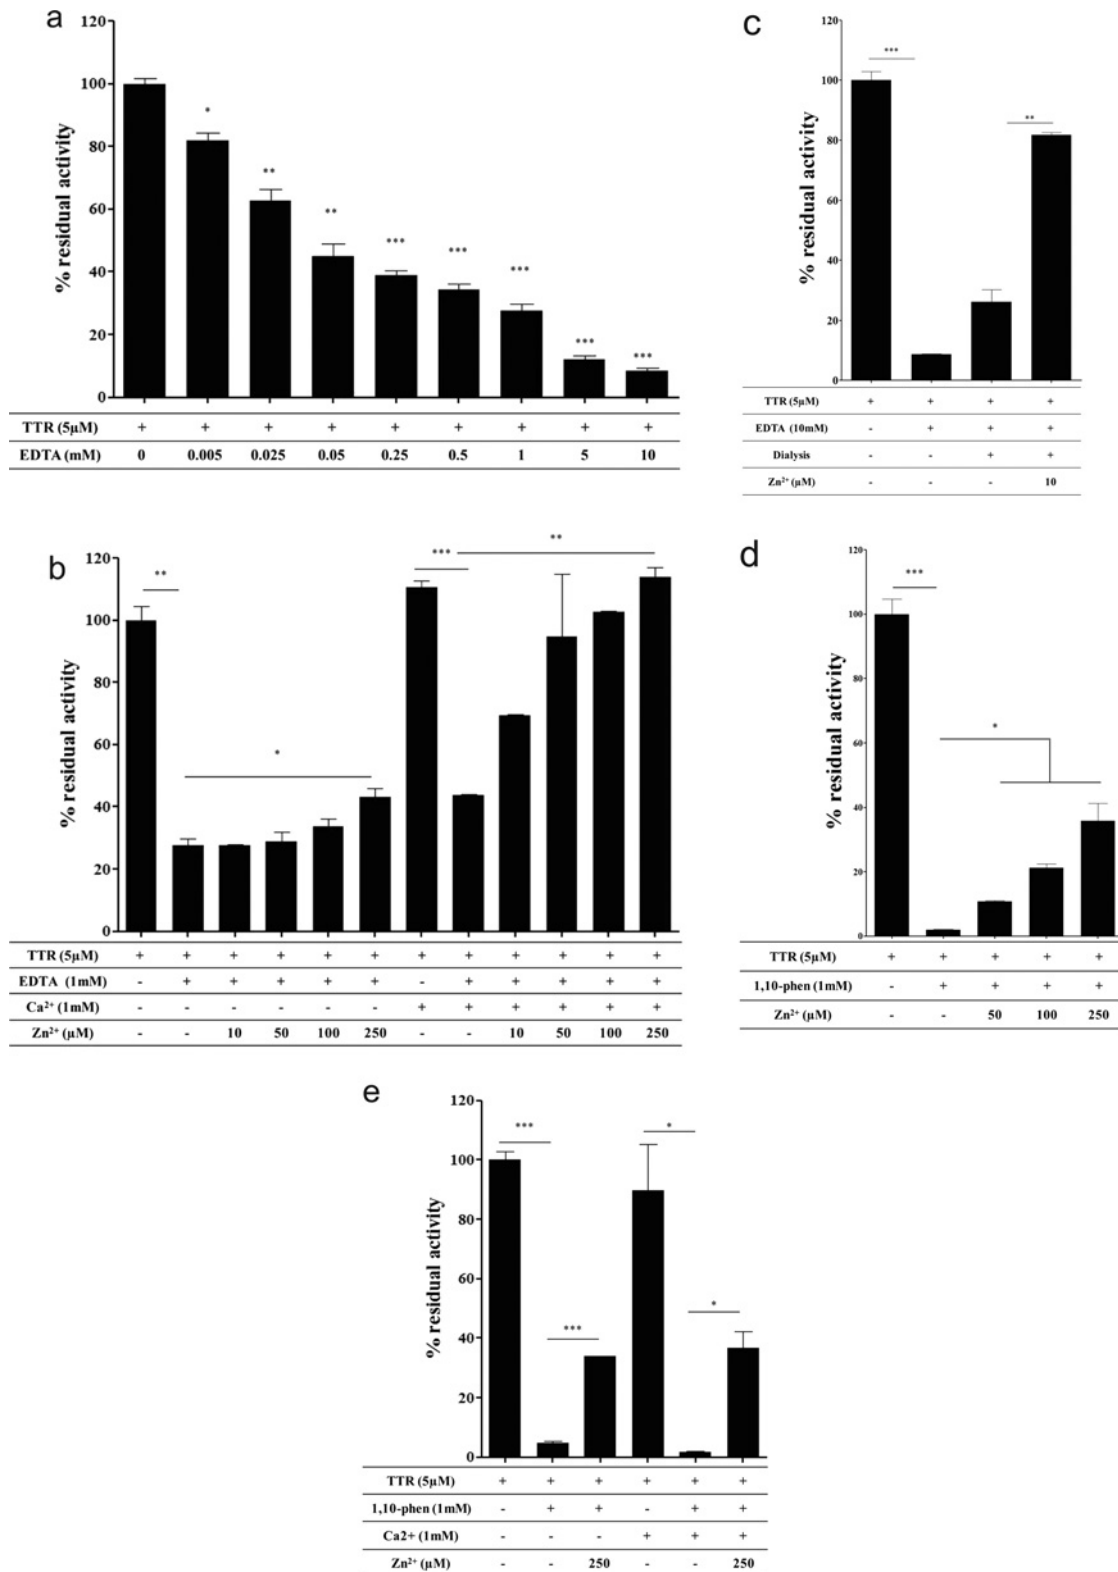 a
120
100
80
60
40
20
0
% residual activity
* ** ** *** *** *** *** ***
TTR (5µM) + + + + + + + + +
EDTA (mM) 0 0.005 0.025 0.05 0.25 0.5 1 5 10
c
120
100
80
60
40
20
0
% residual activity
*** **
TTR (5µM) + + + +
EDTA (10mM) - + + +
Dialysis - - + +
Zn²⁺ (µM) - - - 10
b
120
100
80
60
40
20
0
% residual activity
** * *** **
TTR (5µM) + + + + + + + + + + + +
EDTA (1mM) - + + + + + - + + + + +
Ca²⁺ (1mM) - - - - - - + + + + + +
Zn²⁺ (µM) - - 10 50 100 250 - - 10 50 100 250
d
120
100
80
60
40
20
0
% residual activity
*** *
TTR (5µM) + + + + +
1,10-phen (1mM) - + + + +
Zn²⁺ (µM) - - 50 100 250
e
120
100
80
60
40
20
0
% residual activity
*** *** * *
TTR (5µM) + + + + + +
1,10-phen (1mM) - + + - + +
Ca2+ (1mM) - - - + + +
Zn²⁺ (µM) - - 250 - - 250